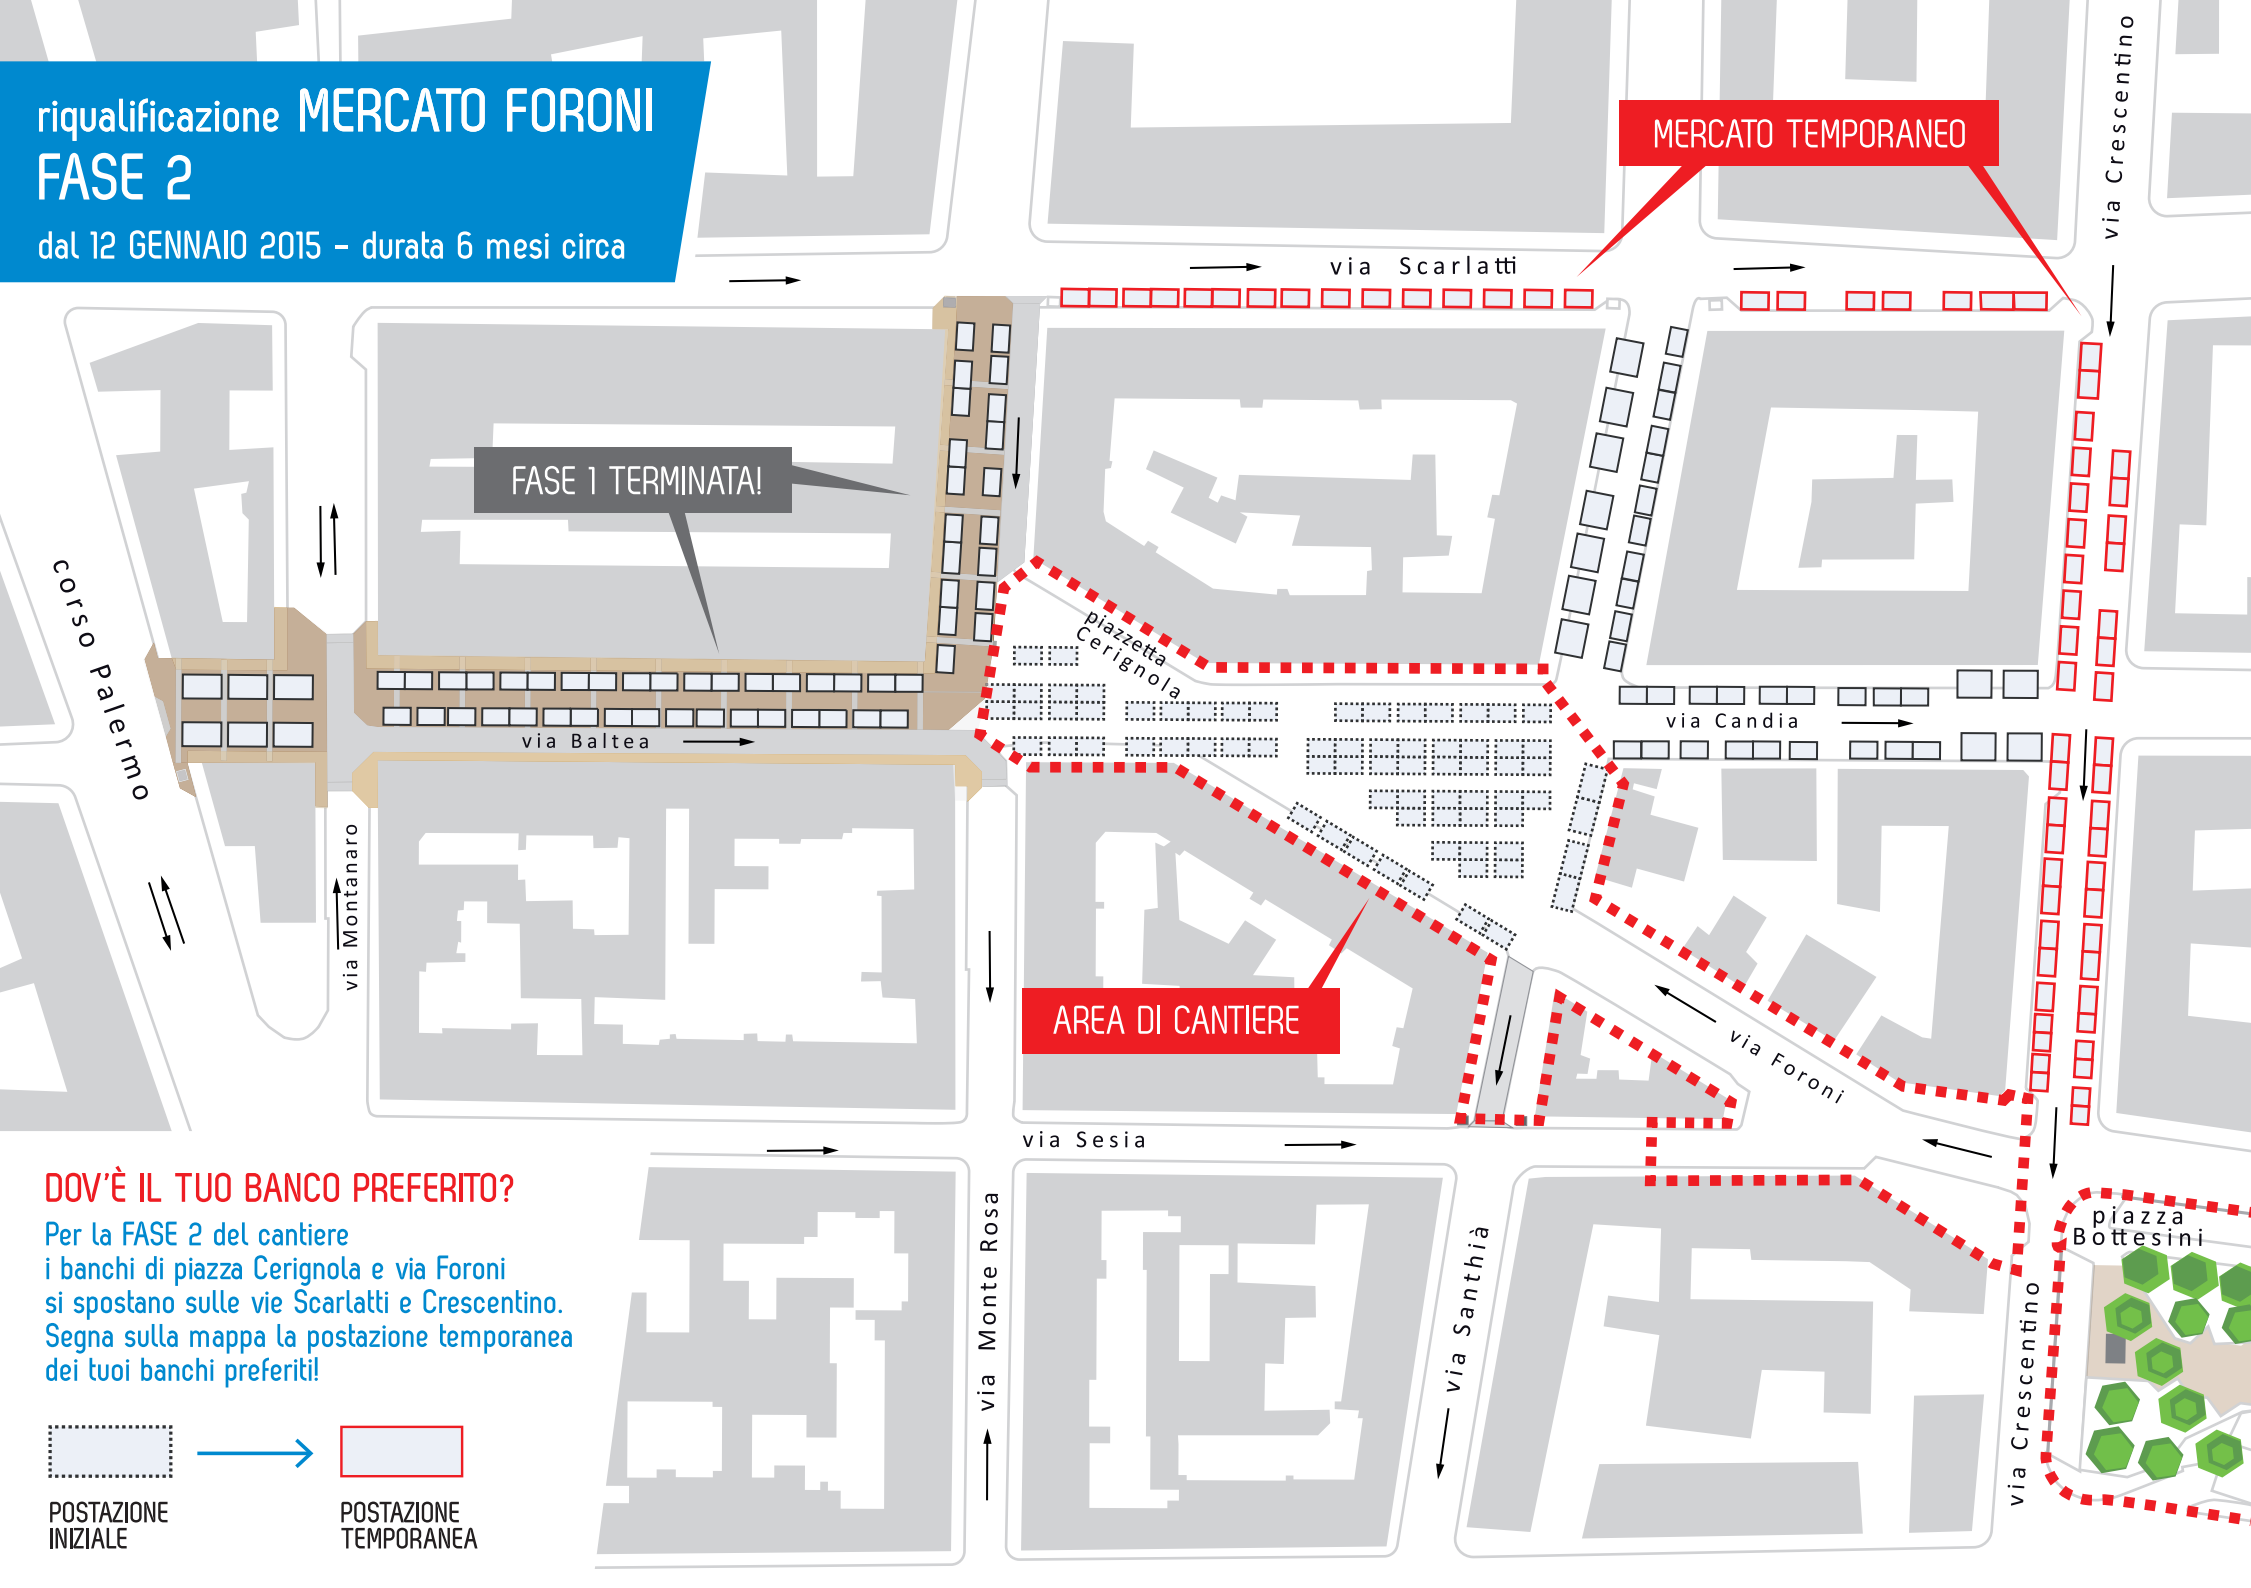 riqualificazione MERCATO FORONI
FASE 2
dal 12 GENNAIO 2015 - durata 6 mesi circa
MERCATO TEMPORANEO
via Crescentino
via Scarlatti
FASE 1 TERMINATA!
corso Palermo
piazzetta
Cerignola
via Candia
via Baltea
via Montanaro
AREA DI CANTIERE
via Foroni
via Sesia
DOV'È IL TUO BANCO PREFERITO?
Per la FASE 2 del cantiere
i banchi di piazza Cerignola e via Foroni
si spostano sulle vie Scarlatti e Crescentino.
Segna sulla mappa la postazione temporanea
dei tuoi banchi preferiti!
via Monte Rosa
via Santhià
piazza
Bottesini
via Crescentino
POSTAZIONE
INIZIALE
POSTAZIONE
TEMPORANEA